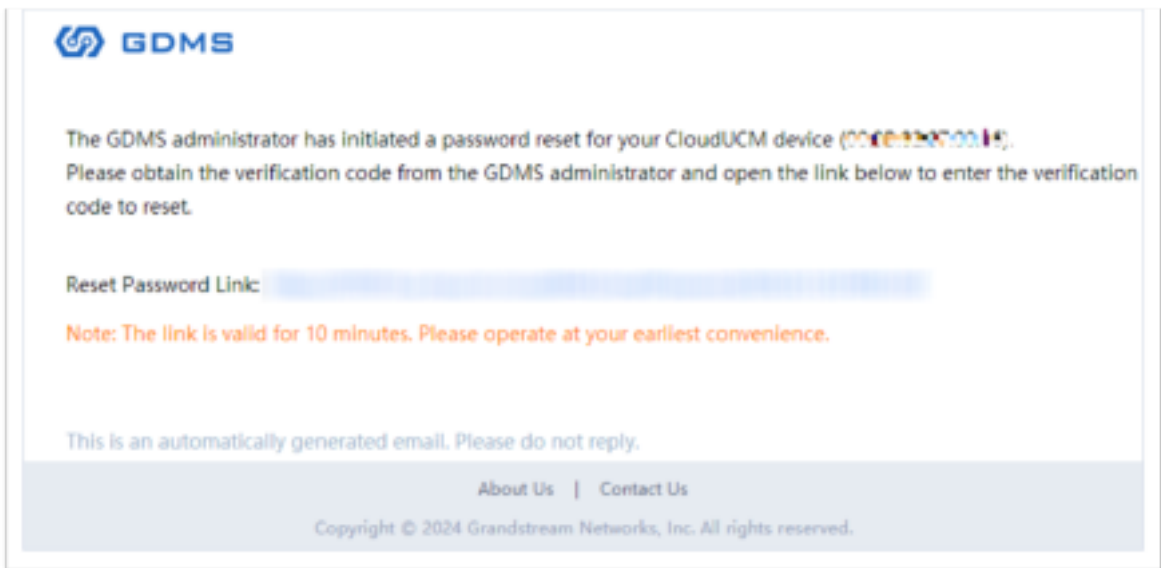 GDMS
The GDMS administrator has initiated a password reset for your CloudUCM device (
Please obtain the verification code from the GDMS administrator and open the link below to enter the verification
code to reset.
Reset Password Link:
Note: The link is valid for 10 minutes. Please operate at your earliest convenience.
This is an automatically generated email. Please do not reply.
About Us | Contact Us
Copyright © 2024 Grandstream Networks, Inc. All rights reserved.